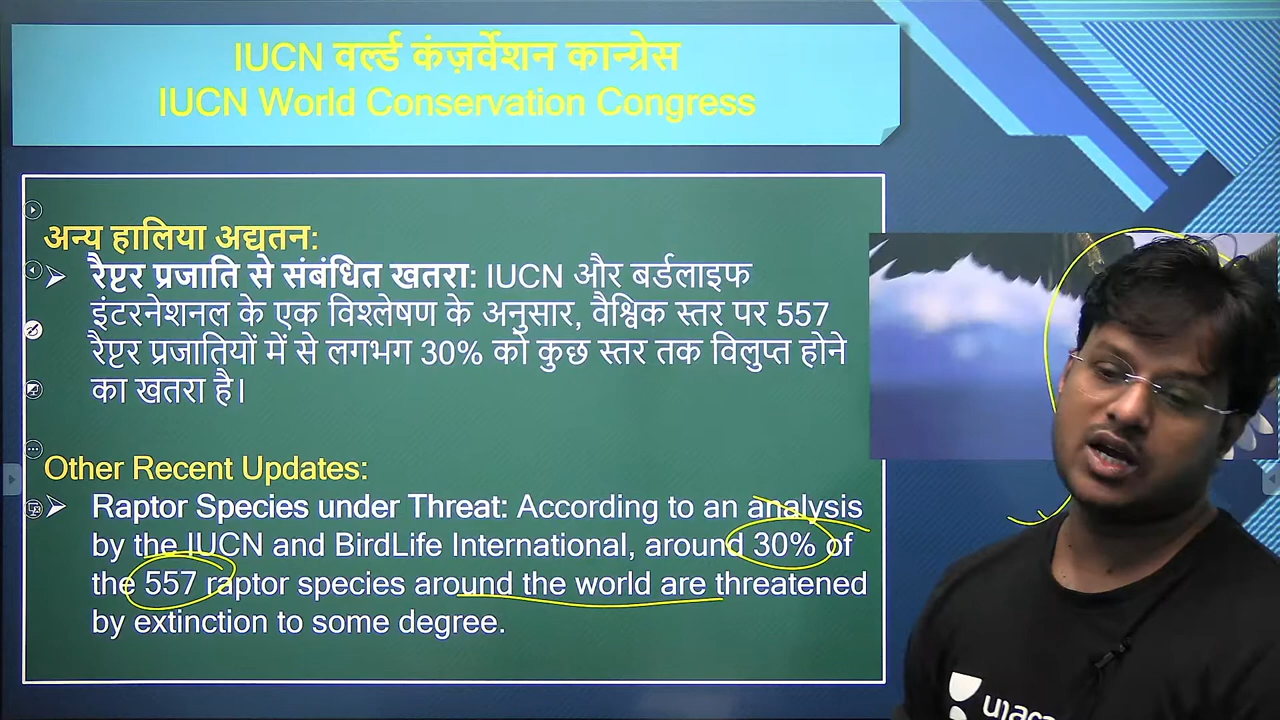 IUCN वर्ल्ड कंज़र्वेशन कान्ग्रेस
IUCN World Conservation Congress
अन्य हालिया अद्यतन:
➤ रैप्टर प्रजाति से संबंधित खतरा: IUCN और बर्डलाइफ
इंटरनेशनल के एक विश्लेषण के अनुसार, वैश्विक स्तर पर 557
रैप्टर प्रजातियों में से लगभग 30% को कुछ स्तर तक विलुप्त होने
का खतरा है।
Other Recent Updates:
➤ Raptor Species under Threat: According to an analysis
by the IUCN and BirdLife International, around 30% of
the 557 raptor species around the world are threatened
by extinction to some degree.